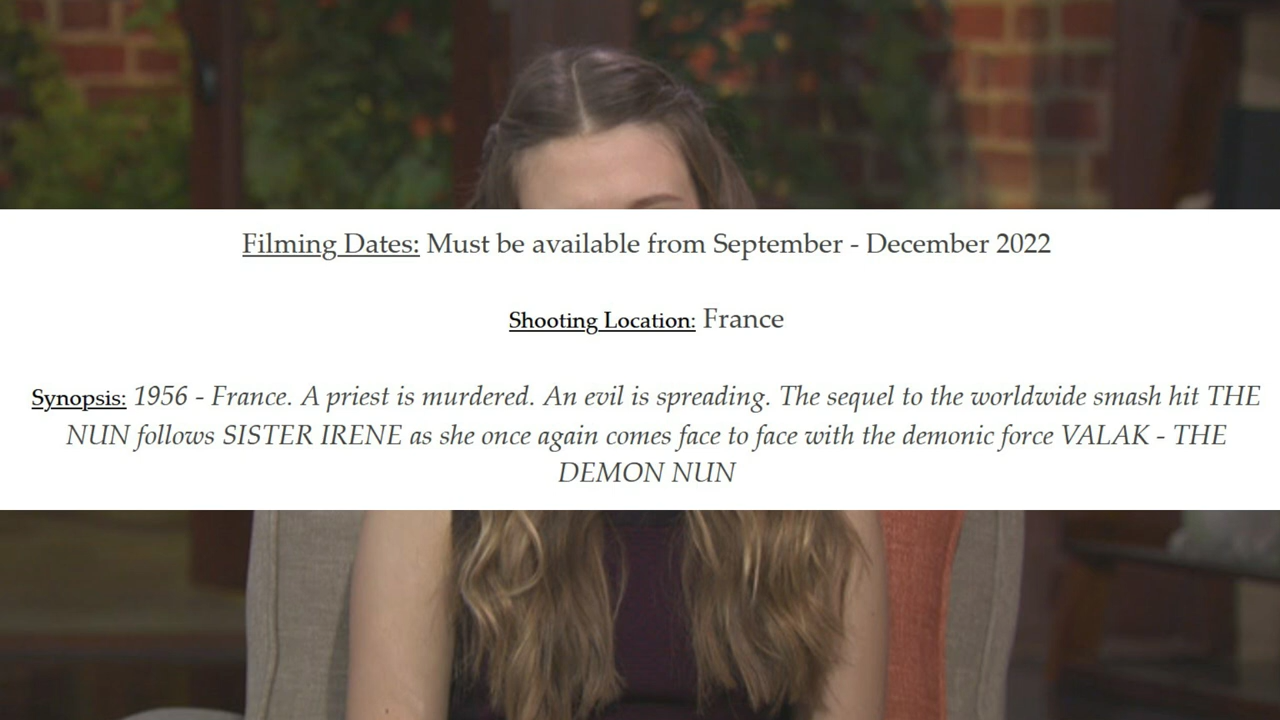 Filming Dates: Must be available from September - December 2022
Shooting Location: France
Synopsis: 1956 - France. A priest is murdered. An evil is spreading. The sequel to the worldwide smash hit THE
NUN follows SISTER IRENE as she once again comes face to face with the demonic force VALAK - THE
DEMON NUN